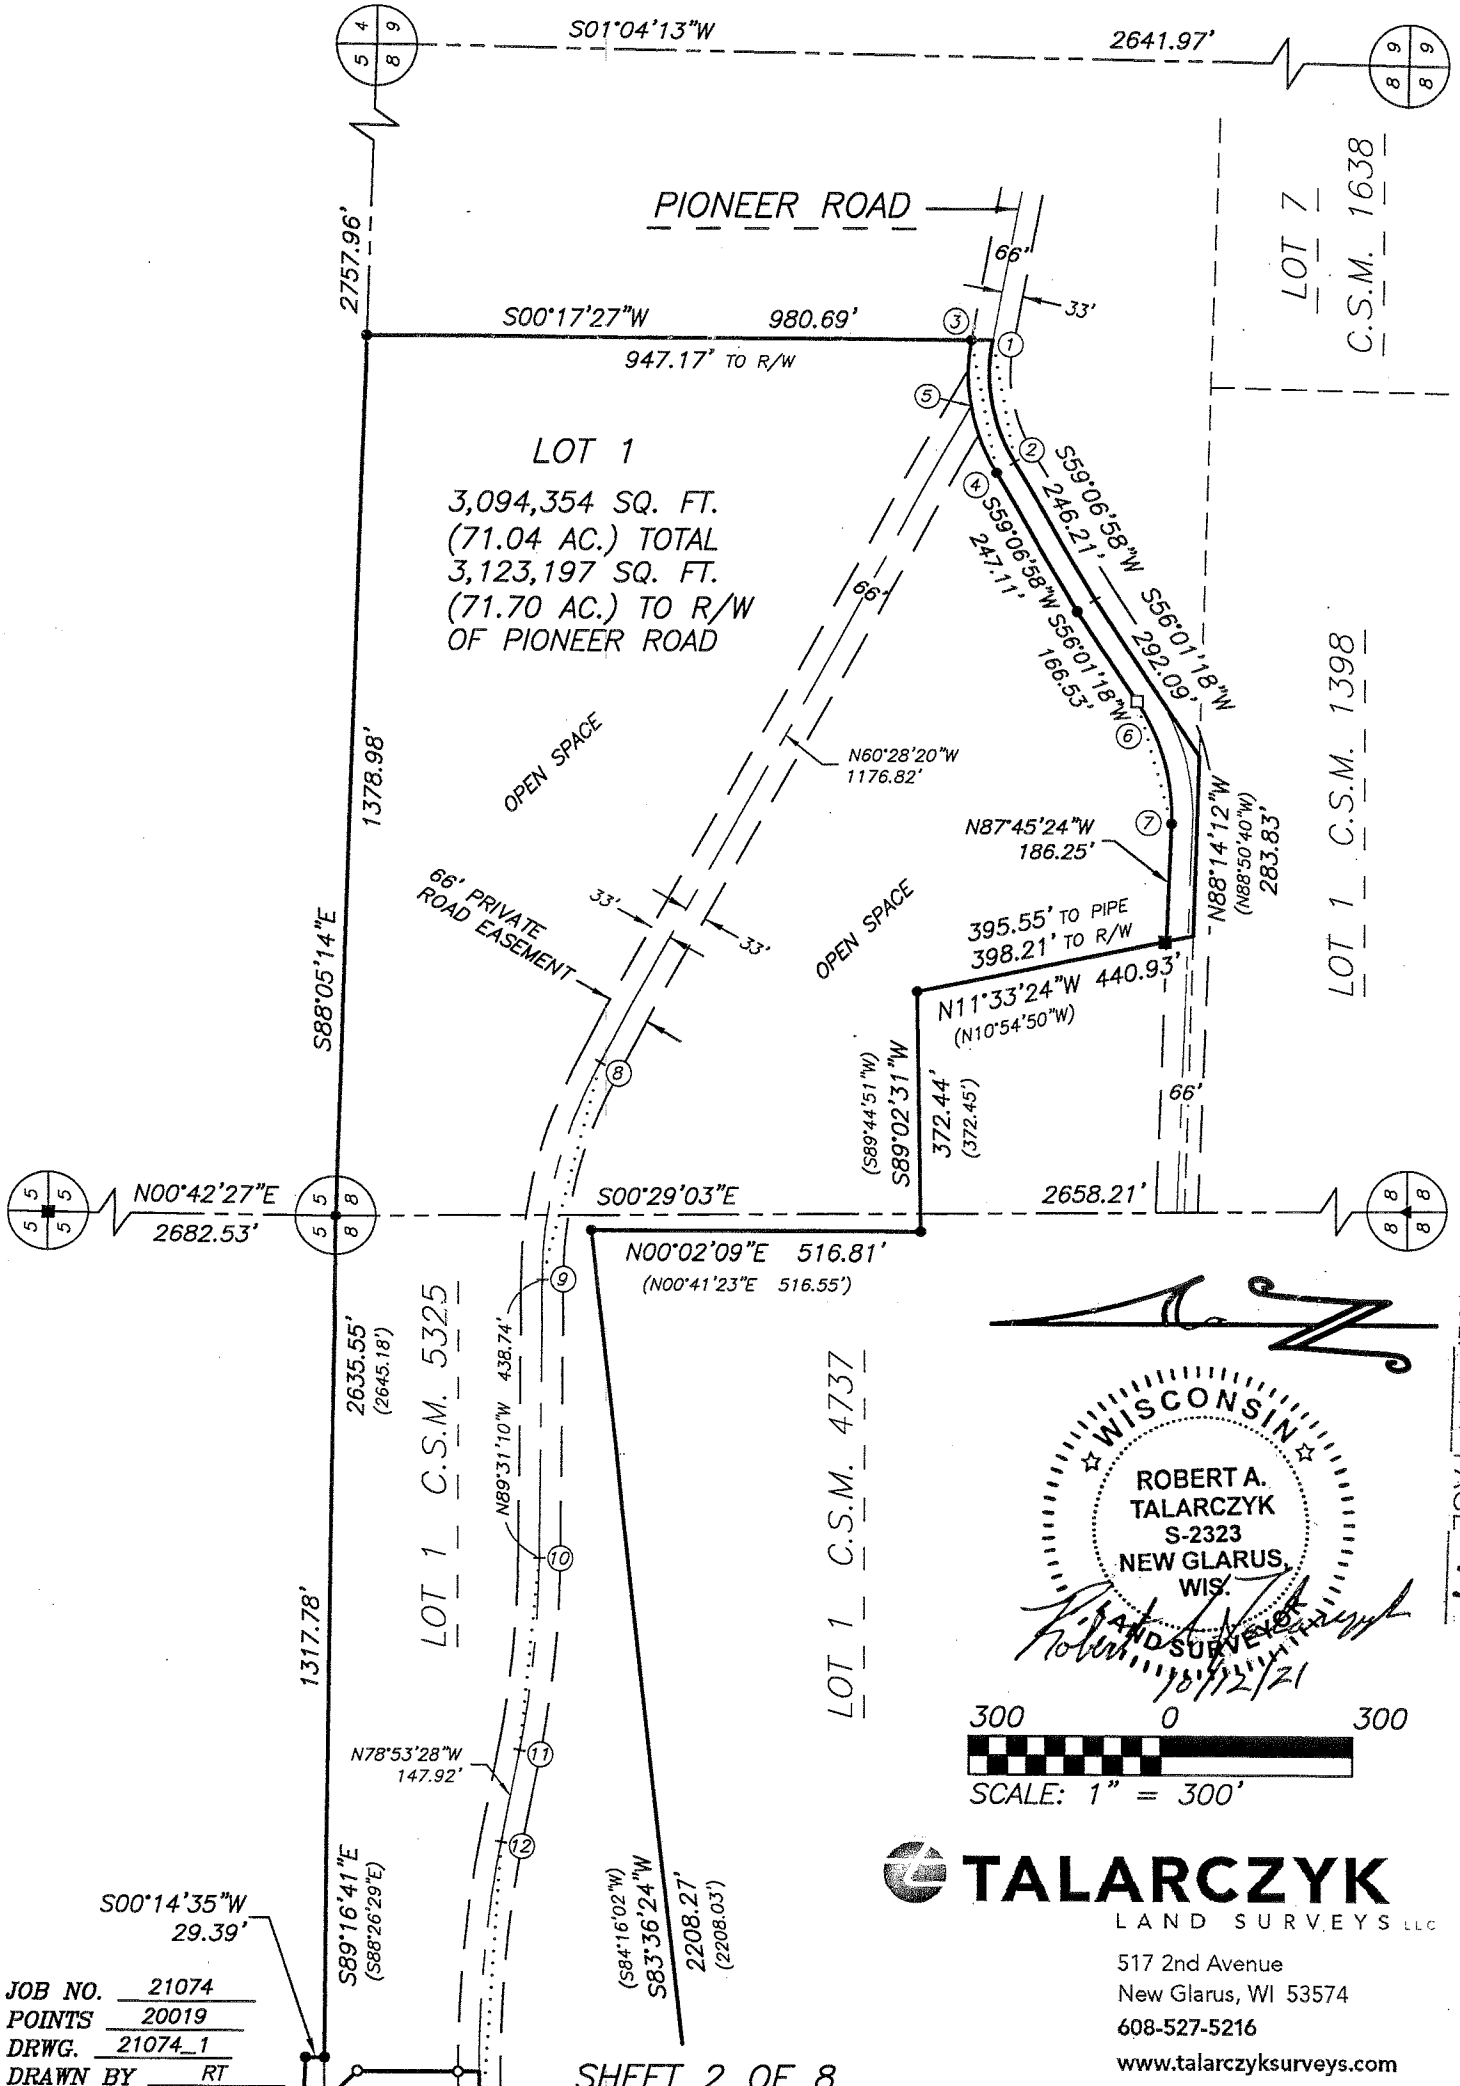 S01°04'13"W
2641.97'
5 4
8 9
9 9
8 8
2757.96'
PIONEER ROAD
66'
33'
LOT 7
C.S.M. 1638
S00°17'27"W 980.69'
947.17' TO R/W
3
1
5
2
4
LOT 1
3,094,354 SQ. FT.
(71.04 AC.) TOTAL
3,123,197 SQ. FT.
(71.70 AC.) TO R/W
OF PIONEER ROAD
S59°06'58"W
246.21'
S59°06'58"W
247.11'
S56°01'18"W
292.09'
S56°01'18"W
166.53'
66'
6
7
LOT 1 C.S.M. 1398
OPEN SPACE
1378.98'
N60°28'20"W
1176.82'
N87°45'24"W
186.25'
N88°14'12"W
(N88°50'40"W)
283.83'
66' PRIVATE
ROAD EASEMENT
33'
33'
OPEN SPACE
395.55' TO PIPE
398.21' TO R/W
N11°33'24"W 440.93'
(N10°54'50"W)
S88°05'14"E
8
(S89°44'51"W)
S89°02'31"W
372.44'
(372.45')
66'
5 5
5 5
N00°42'27"E
2682.53'
5 8
5 8
S00°29'03"E
2658.21'
8 8
8 8
N00°02'09"E 516.81'
(N00°41'23"E 516.55')
9
2635.55'
(2645.18')
LOT 1 C.S.M. 5325
N89°31'10"W 438.74'
10
LOT 1 C.S.M. 4737
1317.78'
WISCONSIN
ROBERT A.
TALARCZYK
S-2323
NEW GLARUS,
WIS.
LAND SURVEYOR
10/12/21
300 0 300
SCALE: 1" = 300'
N78°53'28"W
147.92'
11
12
S89°16'41"E
(S88°26'29"E)
(S84°16'02"W)
S83°36'24"W
2208.27'
(2208.03')
S00°14'35"W
29.39'
TALARCZYK
LAND SURVEYS LLC
517 2nd Avenue
New Glarus, WI 53574
608-527-5216
www.talarczyksurveys.com
JOB NO. 21074
POINTS 20019
DRWG. 21074_1
DRAWN BY RT
SHEET 2 OF 8